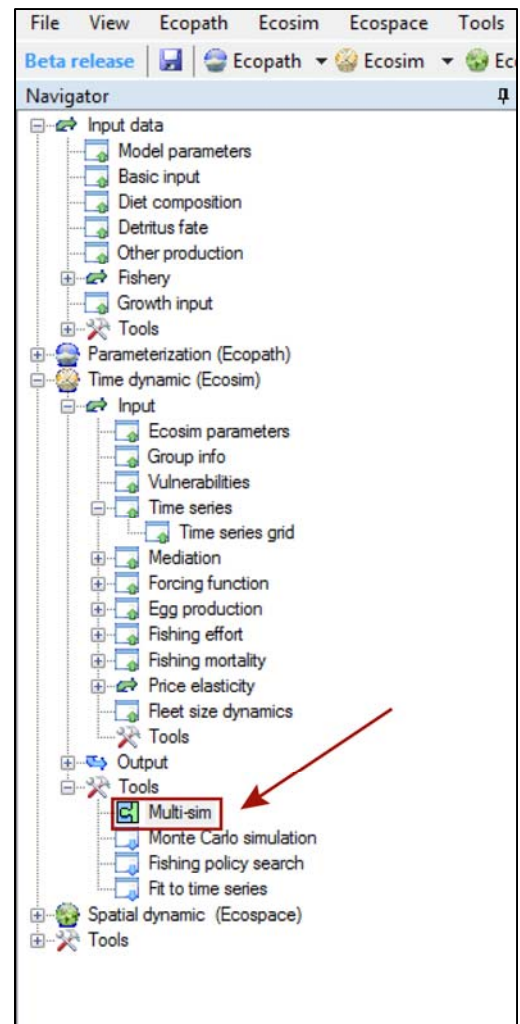 File View Ecopath Ecosim Ecospace Tools
Beta release Ecopath Ecosim
Navigator
Input data
Model parameters
Basic input
Diet composition
Detritus fate
Other production
Fishery
Growth input
Tools
Parameterization (Ecopath)
Time dynamic (Ecosim)
Input
Ecosim parameters
Group info
Vulnerabilities
Time series
Time series grid
Mediation
Forcing function
Egg production
Fishing effort
Fishing mortality
Price elasticity
Fleet size dynamics
Tools
Output
Tools
Multi-sim
Monte Carlo simulation
Fishing policy search
Fit to time series
Spatial dynamic (Ecospace)
Tools